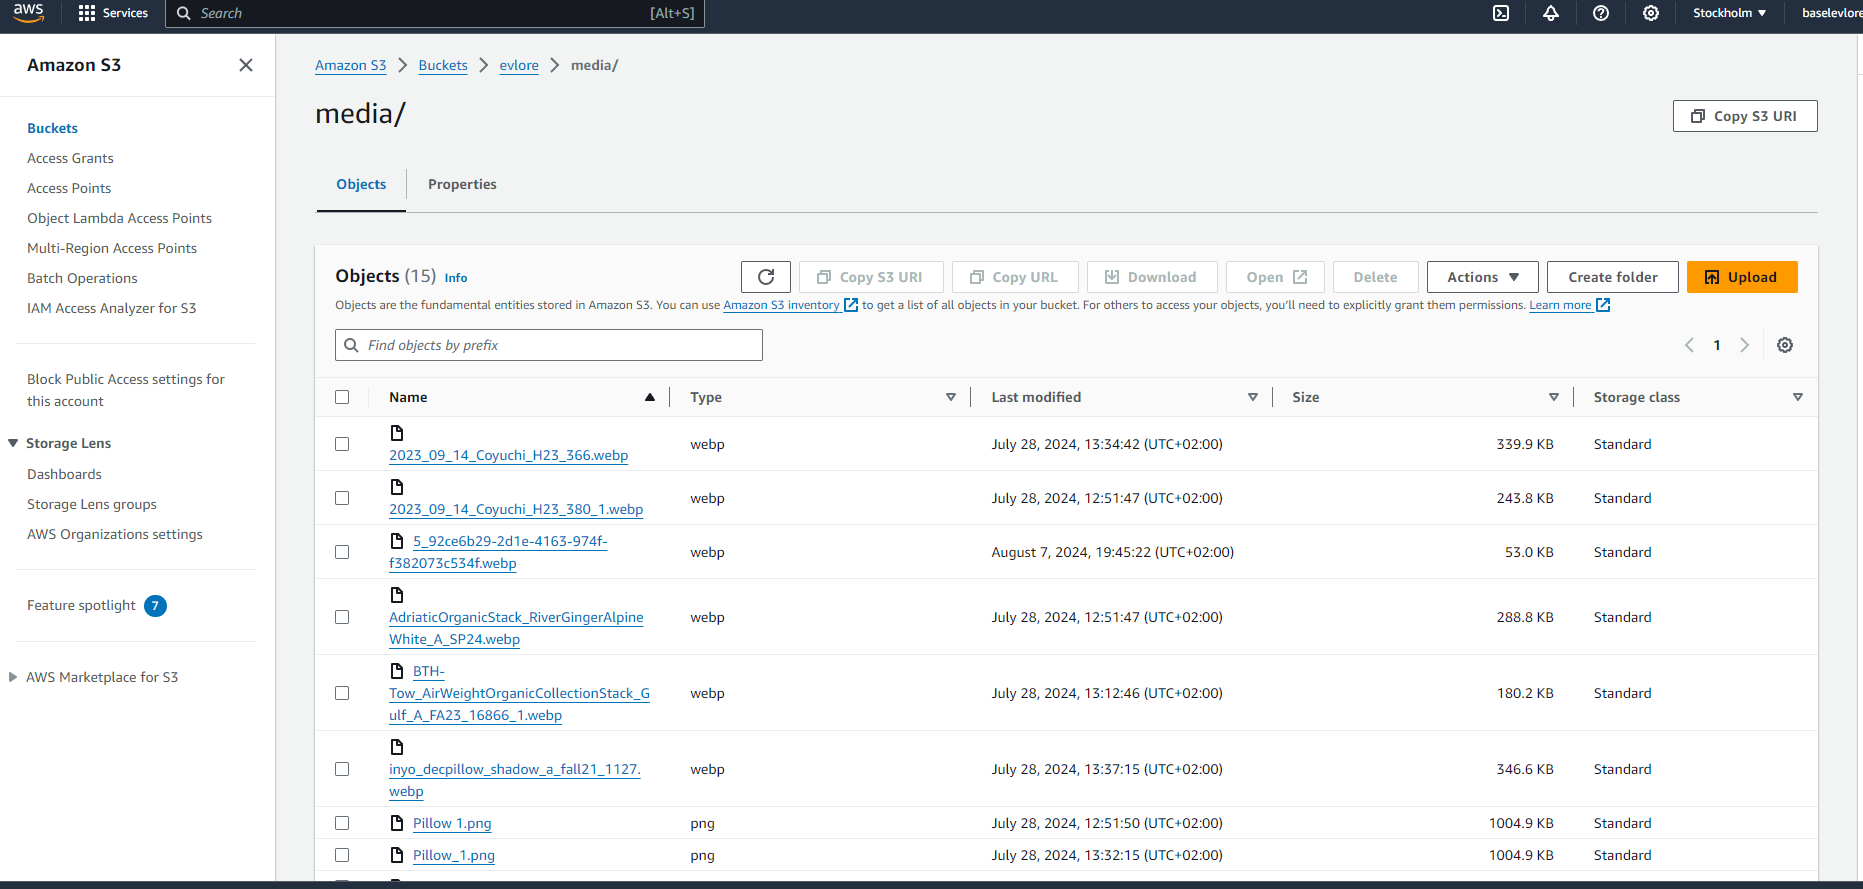 aws
Services
Search
[Alt+S]
Stockholm
baselevlore
Amazon S3
Buckets
Access Grants
Access Points
Object Lambda Access Points
Multi-Region Access Points
Batch Operations
IAM Access Analyzer for S3
Block Public Access settings for
this account
Storage Lens
Dashboards
Storage Lens groups
AWS Organizations settings
Feature spotlight 7
AWS Marketplace for S3
Amazon S3 > Buckets > evlore > media/
media/
Copy S3 URI
Objects
Properties
Objects (15) Info
Copy S3 URI
Copy URL
Download
Open
Delete
Actions
Create folder
Upload
Objects are the fundamental entities stored in Amazon S3. You can use Amazon S3 inventory to get a list of all objects in your bucket. For others to access your objects, you'll need to explicitly grant them permissions. Learn more
Find objects by prefix
1
Name Type Last modified Size Storage class
2023_09_14_Coyuchi_H23_366.webp
webp July 28, 2024, 13:34:42 (UTC+02:00) 339.9 KB Standard
2023_09_14_Coyuchi_H23_380_1.webp
webp July 28, 2024, 12:51:47 (UTC+02:00) 243.8 KB Standard
5_92ce6b29-2d1e-4163-974f-
f382073c534f.webp
webp August 7, 2024, 19:45:22 (UTC+02:00) 53.0 KB Standard
AdriaticOrganicStack_RiverGingerAlpine
White_A_SP24.webp
webp July 28, 2024, 12:51:47 (UTC+02:00) 288.8 KB Standard
BTH-
Tow_AirWeightOrganicCollectionStack_G
ulf_A_FA23_16866_1.webp
webp July 28, 2024, 13:12:46 (UTC+02:00) 180.2 KB Standard
inyo_decpillow_shadow_a_fall21_1127.
webp
webp July 28, 2024, 13:37:15 (UTC+02:00) 346.6 KB Standard
Pillow 1.png png July 28, 2024, 12:51:50 (UTC+02:00) 1004.9 KB Standard
Pillow_1.png png July 28, 2024, 13:32:15 (UTC+02:00) 1004.9 KB Standard